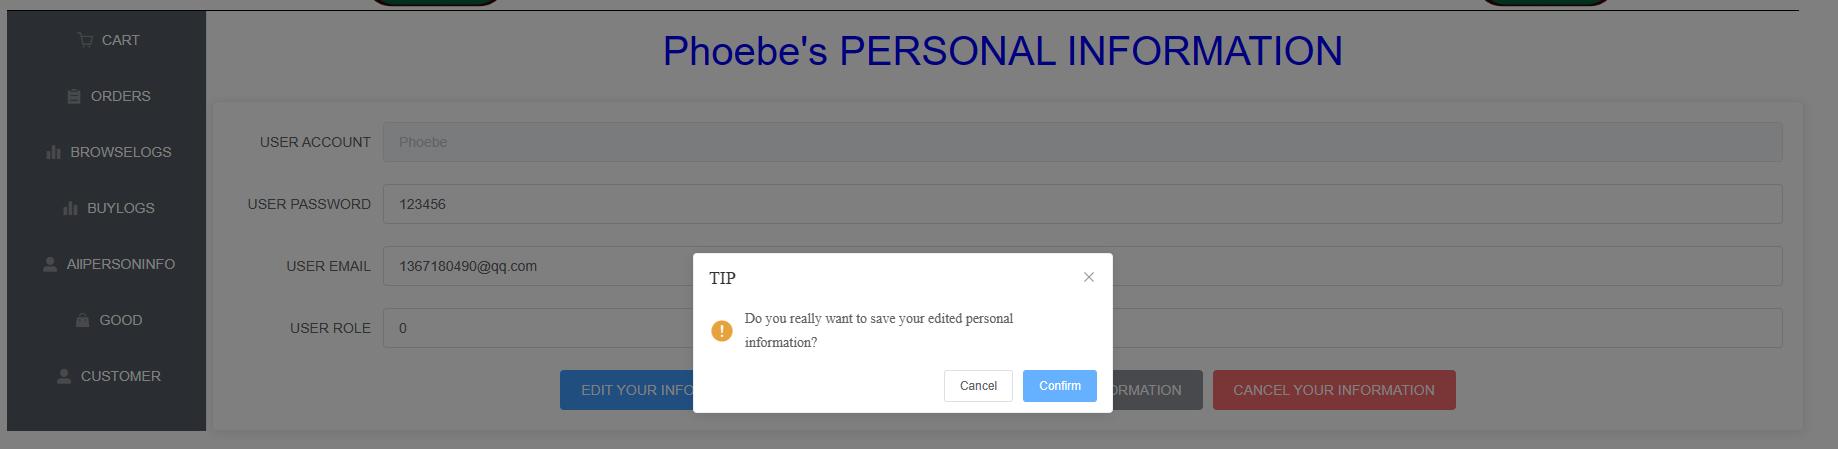 CART
ORDERS
BROWSELOGS
BUYLOGS
AllPERSONINFO
GOOD
CUSTOMER
Phoebe's PERSONAL INFORMATION
USER ACCOUNT Phoebe
USER PASSWORD 123456
USER EMAIL 1367180490@qq.com
USER ROLE 0
TIP
Do you really want to save your edited personal
information?
Cancel Confirm
EDIT YOUR CANCEL YOUR INFORMATION